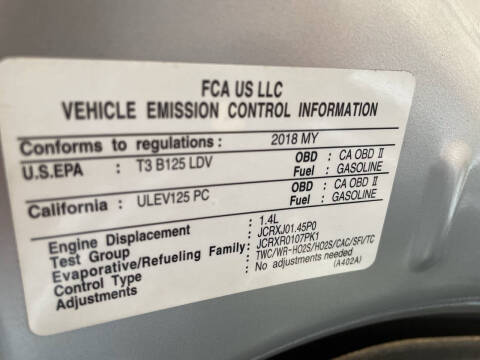 FCA US LLC
VEHICLE EMISSION CONTROL INFORMATION
Conforms to regulations: 2018 MY
U.S.EPA : T3 B125 LDV OBD : CA OBD II
Fuel : GASOLINE
California : ULEV125 PC OBD : CA OBD II
Fuel : GASOLINE
Engine Displacement : 1.4L
Test Group : JCRXJ01.45P0
Evaporative/Refueling Family: JCRXR0107PK1
Control Type : TWC/WR-HO2S/HO2S/CAC/SFI/TC
Adjustments : No adjustments needed
(A402A)